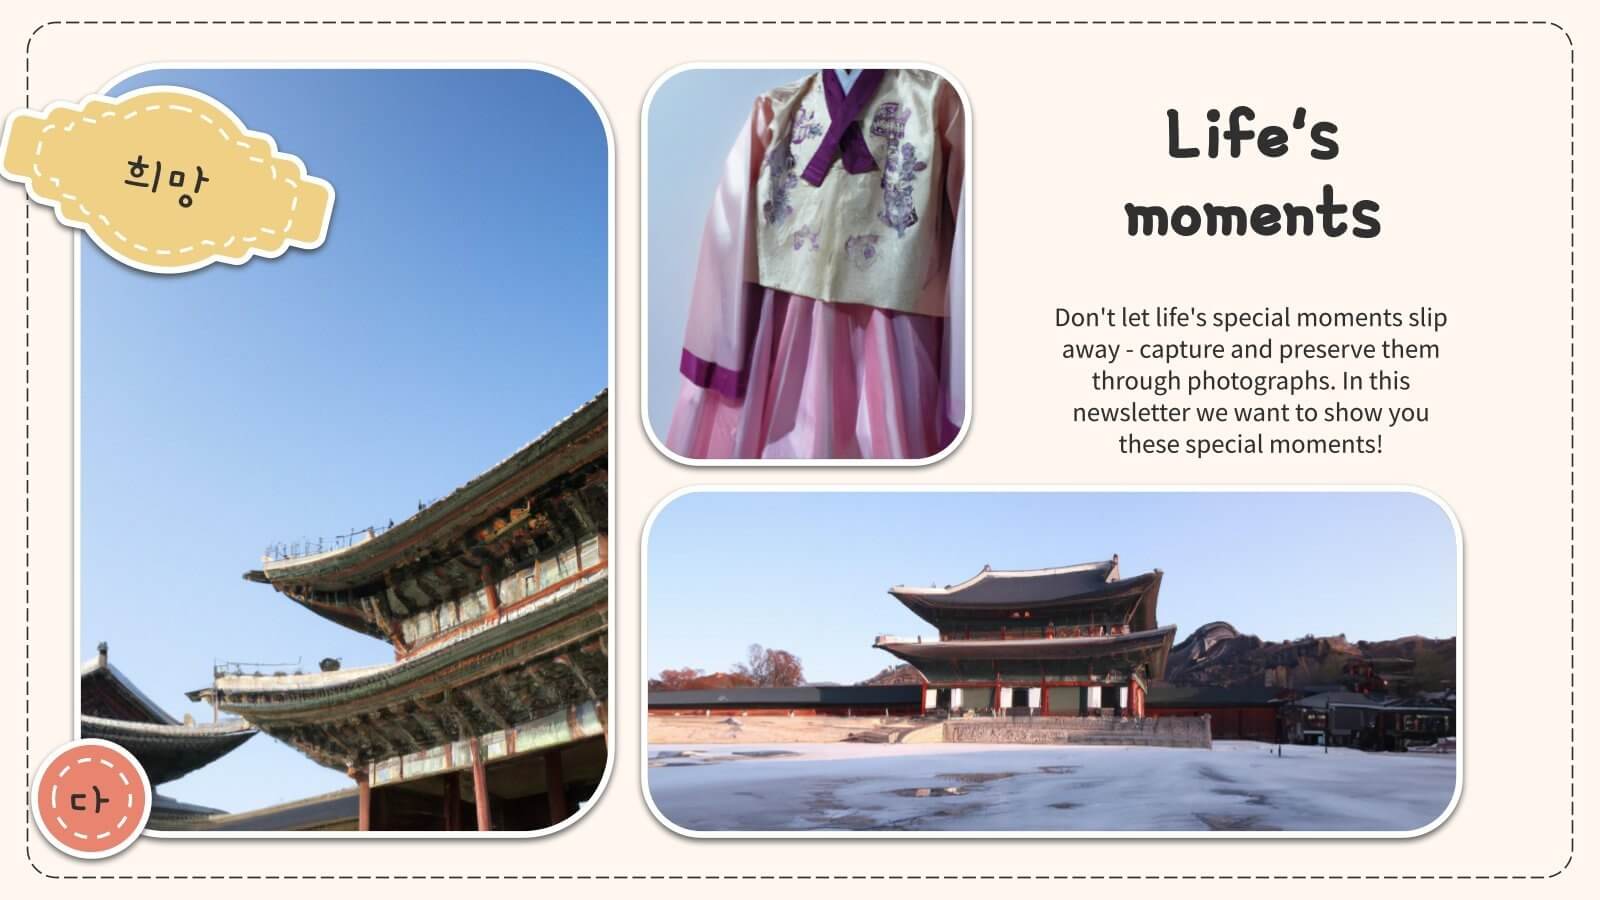 희망
Life's
moments
Don't let life's special moments slip
away - capture and preserve them
through photographs. In this
newsletter we want to show you
these special moments!
다